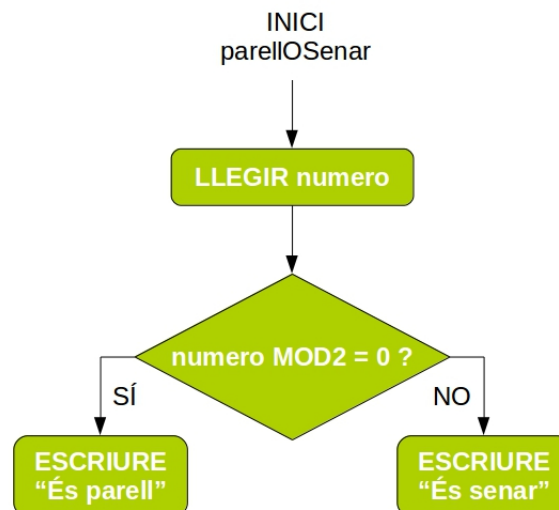 INICI
parellOSenar
LLEGIR numero
numero MOD2 = 0 ?
SÍ
NO
ESCRIURE
“És parell”
ESCRIURE
“És senar”